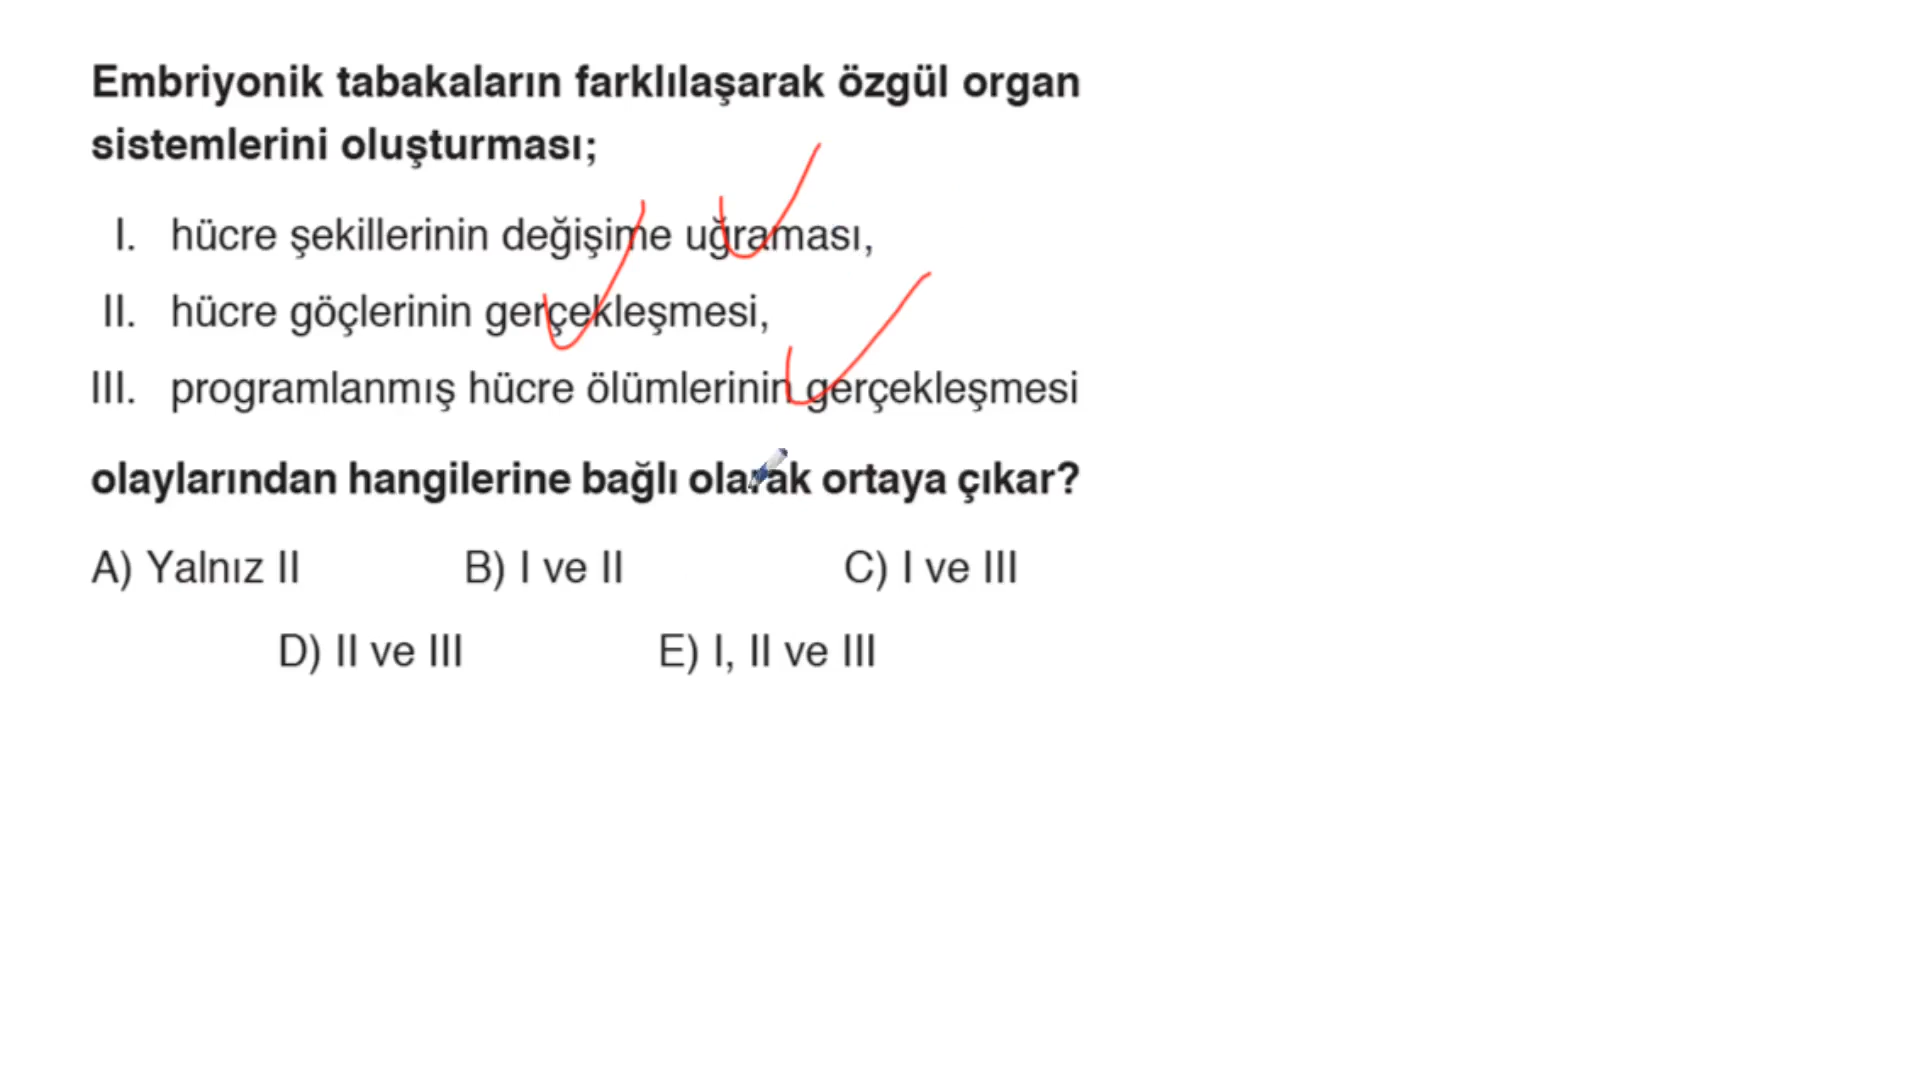 Embriyonik tabakaların farklılaşarak özgül organ
sistemlerini oluşturması;
I. hücre şekillerinin değişime uğraması,
II. hücre göçlerinin gerçekleşmesi,
III. programlanmış hücre ölümlerinin gerçekleşmesi
olaylarından hangilerine bağlı olarak ortaya çıkar?
A) Yalnız II B) I ve II C) I ve III
D) II ve III E) I, II ve III